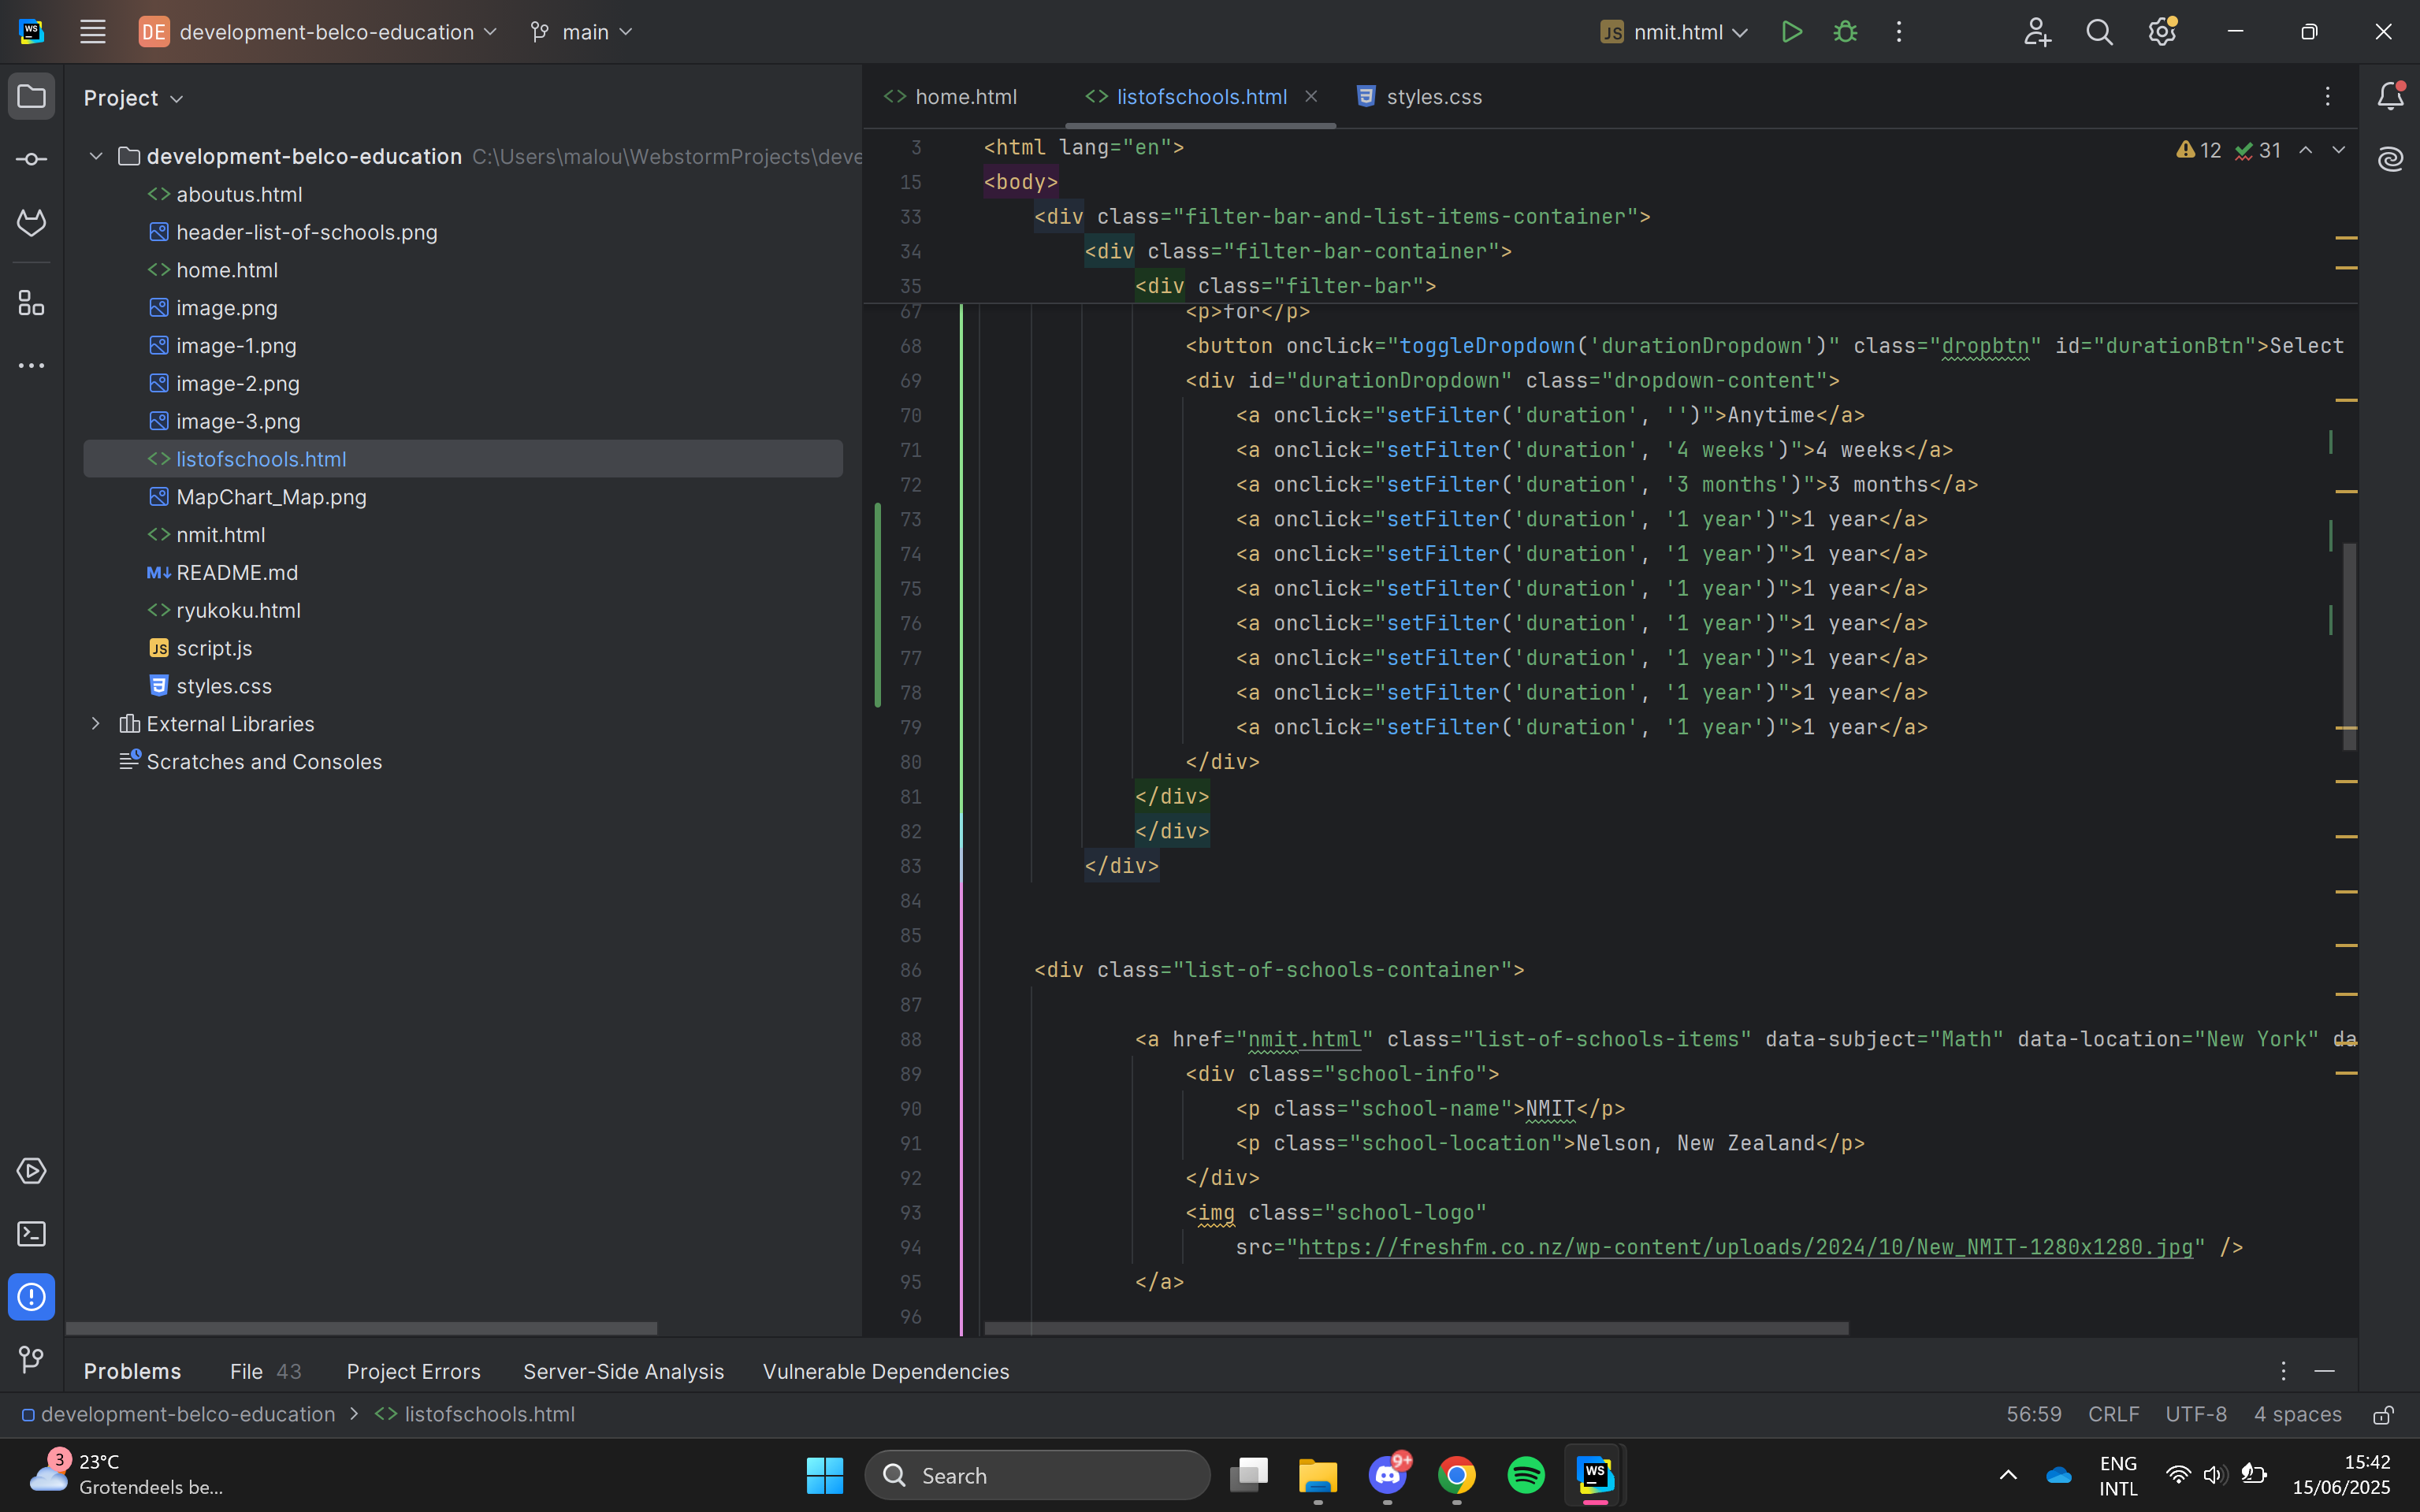 WS
DE development-belco-education
main
JS nmit.html
Project
development-belco-education C:\Users\malou\WebstormProjects\deve
aboutus.html
header-list-of-schools.png
home.html
image.png
image-1.png
image-2.png
image-3.png
listofschools.html
MapChart_Map.png
nmit.html
M↓ README.md
ryukoku.html
JS script.js
styles.css
External Libraries
Scratches and Consoles
home.html
listofschools.html
styles.css
12 31
3 <html lang="en">
15 <body>
33 <div class="filter-bar-and-list-items-container">
34 <div class="filter-bar-container">
35 <div class="filter-bar">
67 <p>for</p>
68 <button onclick="toggleDropdown('durationDropdown')" class="dropbtn" id="durationBtn">Select
69 <div id="durationDropdown" class="dropdown-content">
70 <a onclick="setFilter('duration', '')">Anytime</a>
71 <a onclick="setFilter('duration', '4 weeks')">4 weeks</a>
72 <a onclick="setFilter('duration', '3 months')">3 months</a>
73 <a onclick="setFilter('duration', '1 year')">1 year</a>
74 <a onclick="setFilter('duration', '1 year')">1 year</a>
75 <a onclick="setFilter('duration', '1 year')">1 year</a>
76 <a onclick="setFilter('duration', '1 year')">1 year</a>
77 <a onclick="setFilter('duration', '1 year')">1 year</a>
78 <a onclick="setFilter('duration', '1 year')">1 year</a>
79 <a onclick="setFilter('duration', '1 year')">1 year</a>
80 </div>
81 </div>
82 </div>
83 </div>
84
85
86 <div class="list-of-schools-container">
87
88 <a href="nmit.html" class="list-of-schools-items" data-subject="Math" data-location="New York" da
89 <div class="school-info">
90 <p class="school-name">NMIT</p>
91 <p class="school-location">Nelson, New Zealand</p>
92 </div>
93 <img class="school-logo"
94 src="https://freshfm.co.nz/wp-content/uploads/2024/10/New_NMIT-1280x1280.jpg" />
95 </a>
96
Problems File 43 Project Errors Server-Side Analysis Vulnerable Dependencies
development-belco-education > listofschools.html
56:59 CRLF UTF-8 4 spaces
3
23°C
Grotendeels be...
Search
9+
WS
ENG
INTL
15:42
15/06/2025